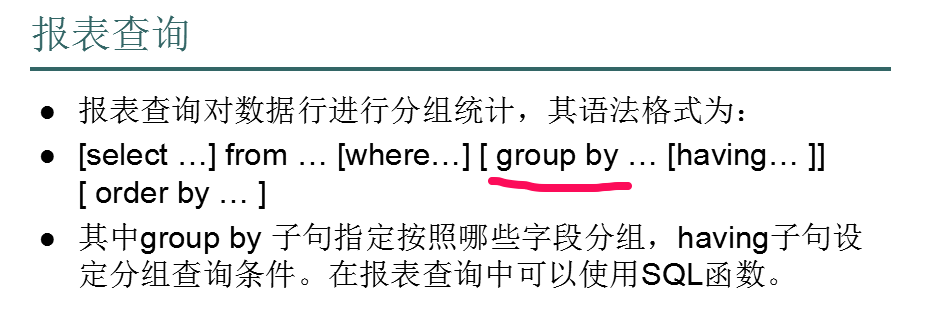 报表查询
● 报表查询对数据行进行分组统计，其语法格式为：
● [select …] from … [where…] [ group by … [having… ]]
[ order by … ]
● 其中group by 子句指定按照哪些字段分组，having子句设
定分组查询条件。在报表查询中可以使用SQL函数。